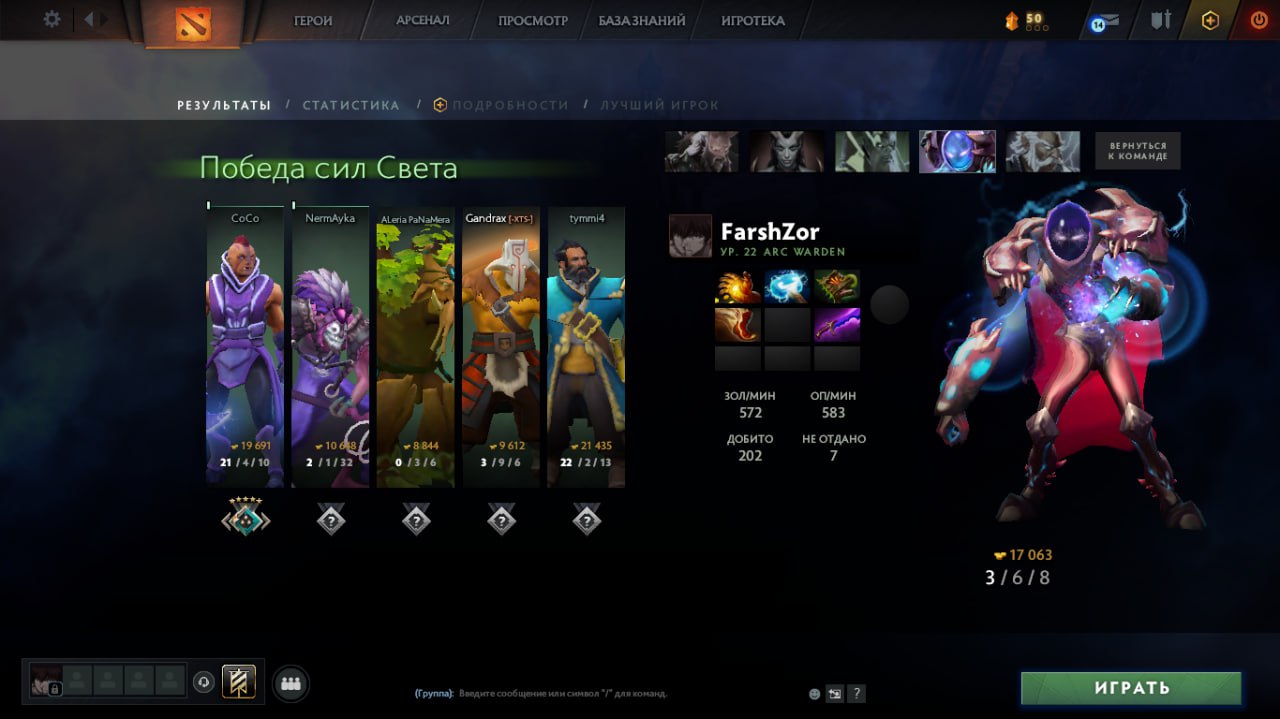 ГЕРОИ
АРСЕНАЛ
ПРОСМОТР
БАЗА ЗНАНИЙ
ИГРОТЕКА
50
14
РЕЗУЛЬТАТЫ / СТАТИСТИКА / ПОДРОБНОСТИ / ЛУЧШИЙ ИГРОК
Победа сил Света
ВЕРНУТЬСЯ
К КОМАНДЕ
CoCo
NermAyka
ALeria PaNaMera
Gandrax [-XTS-]
tymmi4
19 691
10 648
8 844
9 612
21 435
21 / 4 / 10
2 / 1 / 32
0 / 3 / 6
3 / 9 / 6
22 / 2 / 13
?
?
?
?
FarshZor
УР. 22 ARC WARDEN
ЗОЛ/МИН
ОП/МИН
572
583
ДОБИТО
НЕ ОТДАНО
202
7
17 063
3 / 6 / 8
(Группа): Введите сообщение или символ "/" для команд.
?
ИГРАТЬ